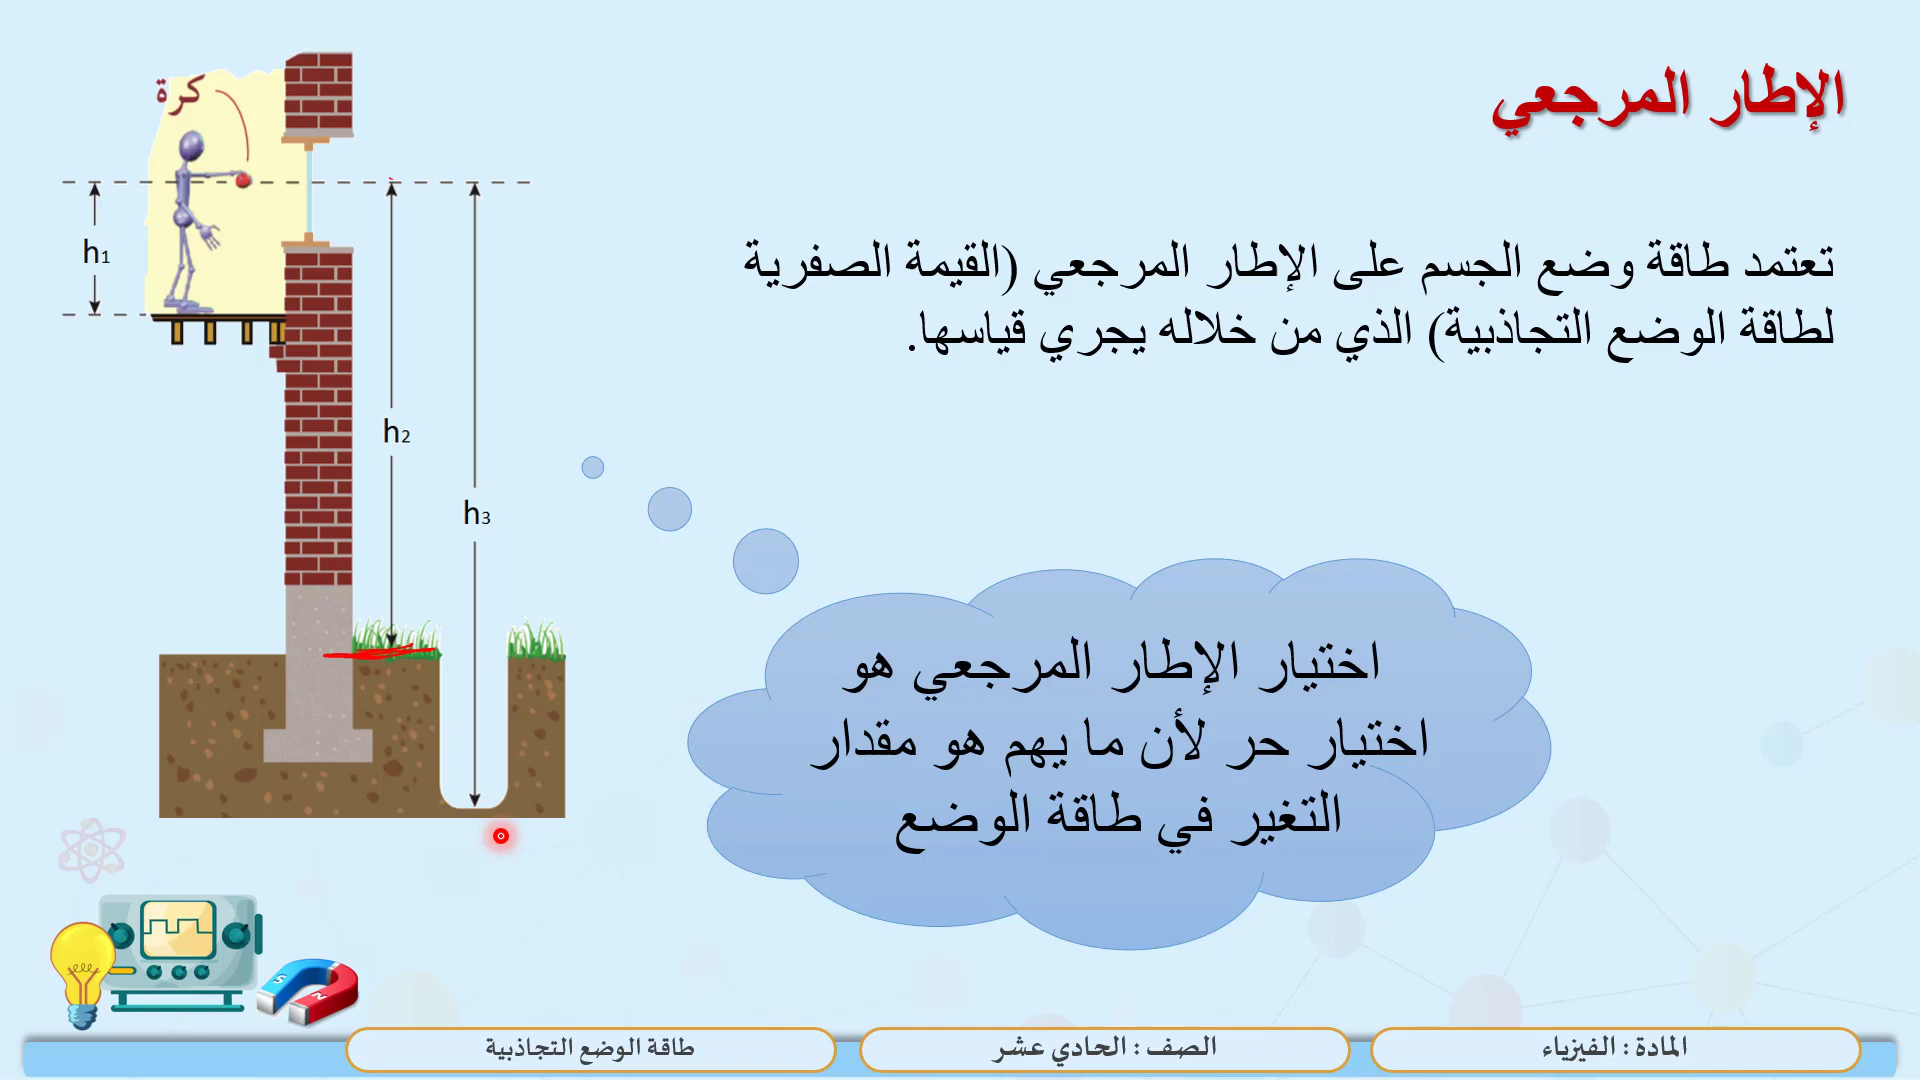 الإطار المرجعي
تعتمد طاقة وضع الجسم على الإطار المرجعي (القيمة الصفرية
لطاقة الوضع التجاذبية) الذي من خلاله يجري قياسها.
كرة
h1
h2
h3
اختيار الإطار المرجعي هو
اختيار حر لأن ما يهم هو مقدار
التغير في طاقة الوضع
S
N
المادة : الفيزياء
الصف : الحادي عشر
طاقة الوضع التجاذبية